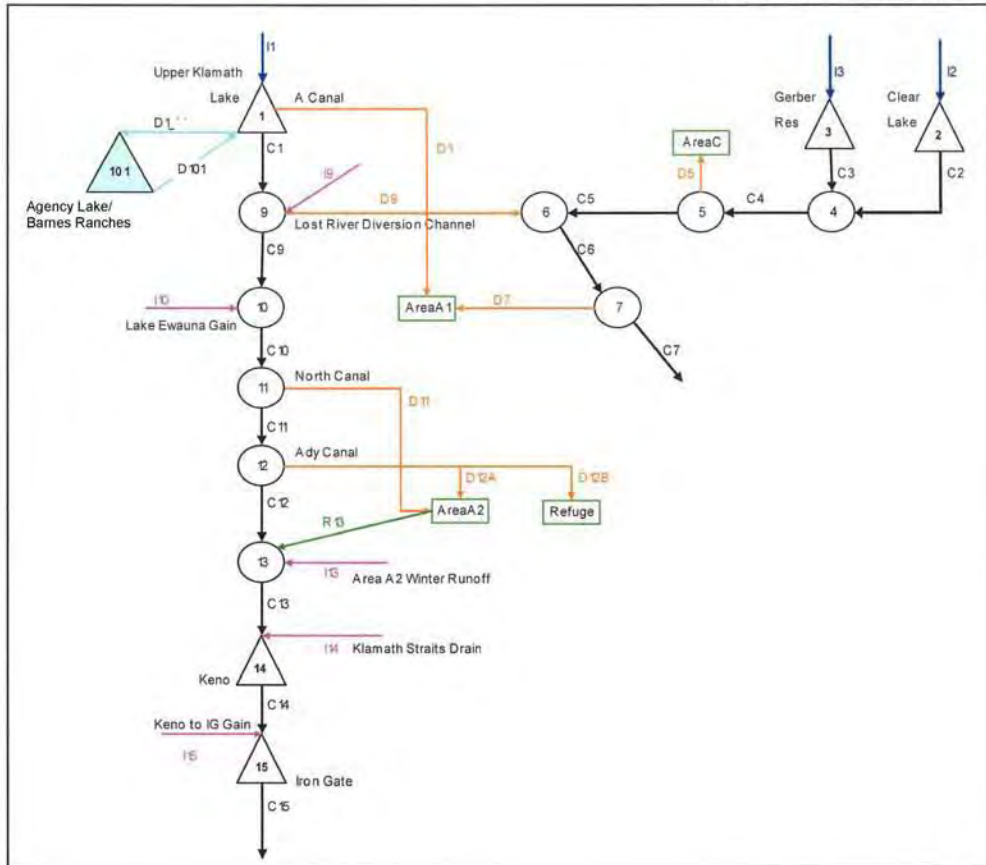 I1
I3
I2
Upper Klamath
Lake
A Canal
Gerber
Res
Clear
Lake
1
3
2
D1_
D101
101
C1
D1
AreaC
C3
C2
Agency Lake/
Barnes Ranches
I9
D9
D5
C5
C4
9
6
5
4
Lost River Diversion Channel
C9
C6
I10
10
AreaA1
D7
7
Lake Ewauna Gain
C10
C7
North Canal
11
D11
C11
Ady Canal
12
D12A
D12B
C12
AreaA2
Refuge
R13
13
I13
Area A2 Winter Runoff
C13
I14
Klamath Straits Drain
14
Keno
C14
Keno to IG Gain
I15
15
Iron Gate
C15